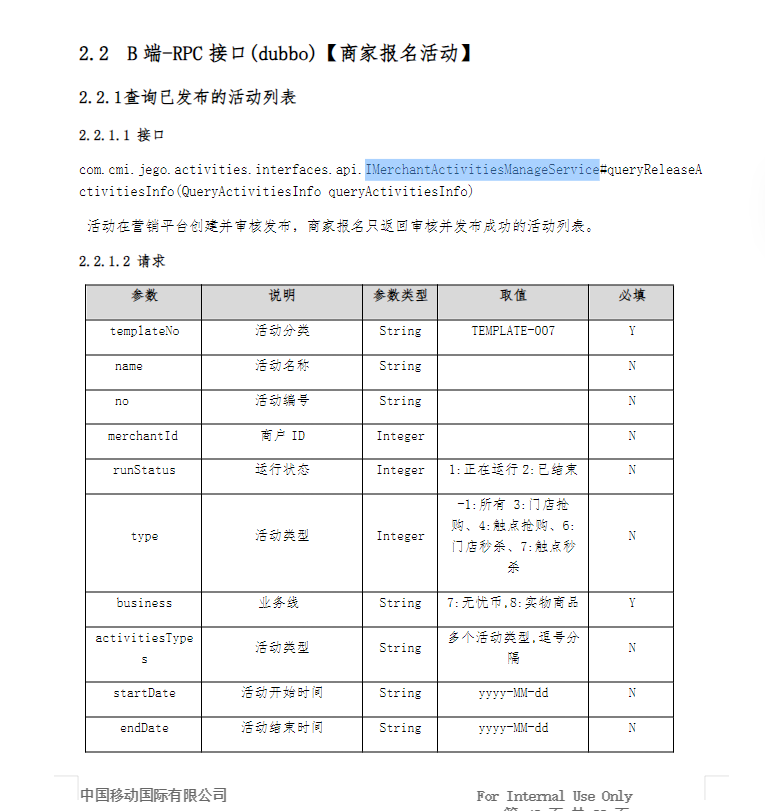 2.2 B 端-RPC 接口(dubbo)【商家报名活动】
2.2.1查询已发布的活动列表
2.2.1.1 接口
com.cmi.jego.activities.interfaces.api.IMerchantActivitiesManageService#queryReleaseA
ctivitiesInfo(QueryActivitiesInfo queryActivitiesInfo)
活动在营销平台创建并审核发布，商家报名只返回审核并发布成功的活动列表。
2.2.1.2 请求
参数 说明 参数类型 取值 必填
templateNo 活动分类 String TEMPLATE-007 Y
name 活动名称 String N
no 活动编号 String N
merchantId 商户 ID Integer N
runStatus 运行状态 Integer 1:正在运行 2:已结束 N
-1:所有 3:门店抢
购、4:触点抢购、6:
type 活动类型 Integer N
门店秒杀、7:触点秒
杀
business 业务线 String 7:无忧币,8:实物商品 Y
activitiesType
s
活动类型 String
多个活动类型,逗号分
隔
N
startDate 活动开始时间 String yyyy-MM-dd N
endDate 活动结束时间 String yyyy-MM-dd N
中国移动国际有限公司 For Internal Use Only